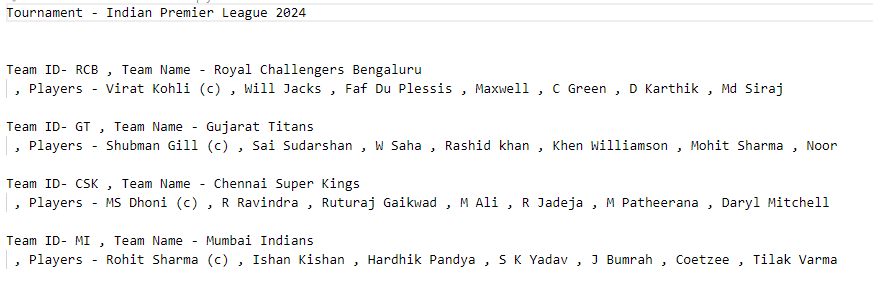 Tournament - Indian Premier League 2024
Team ID- RCB , Team Name - Royal Challengers Bengaluru
, Players - Virat Kohli (c) , Will Jacks , Faf Du Plessis , Maxwell , C Green , D Karthik , Md Siraj
Team ID- GT , Team Name - Gujarat Titans
, Players - Shubman Gill (c) , Sai Sudarshan , W Saha , Rashid khan , Khen Williamson , Mohit Sharma , Noor
Team ID- CSK , Team Name - Chennai Super Kings
, Players - MS Dhoni (c) , R Ravindra , Ruturaj Gaikwad , M Ali , R Jadeja , M Patheerana , Daryl Mitchell
Team ID- MI , Team Name - Mumbai Indians
, Players - Rohit Sharma (c) , Ishan Kishan , Hardhik Pandya , S K Yadav , J Bumrah , Coetzee , Tilak Varma